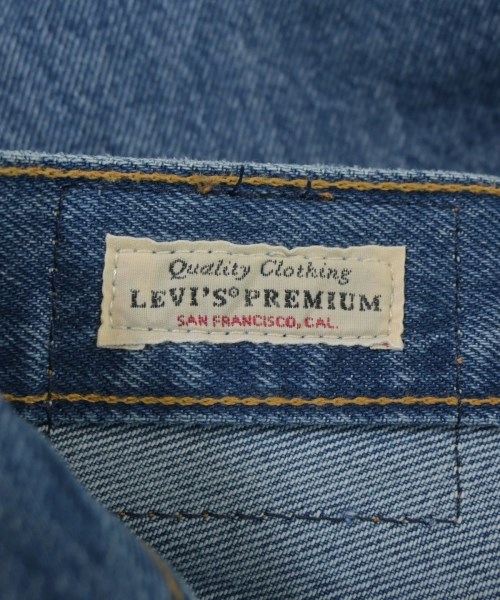 Quality Clothing
LEVI'S® PREMIUM
SAN FRANCISCO, CAL.